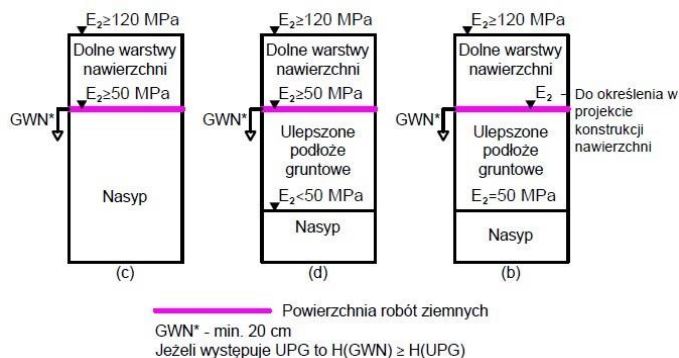 E₂≥120 MPa
Dolne warstwy
nawierzchni
E₂≥50 MPa
GWN*
Nasyp
(c)
E₂≥120 MPa
Dolne warstwy
nawierzchni
E₂≥50 MPa
GWN*
Ulepszone
podłoże
gruntowe
E₂<50 MPa
Nasyp
(d)
E₂≥120 MPa
Dolne warstwy
nawierzchni
E₂ - Do określenia w
projekcie
konstrukcji
nawierzchni
GWN*
Ulepszone
podłoże
gruntowe
E₂=50 MPa
Nasyp
(b)
Powierzchnia robót ziemnych
GWN* - min. 20 cm
Jeżeli występuje UPG to H(GWN) ≥ H(UPG)